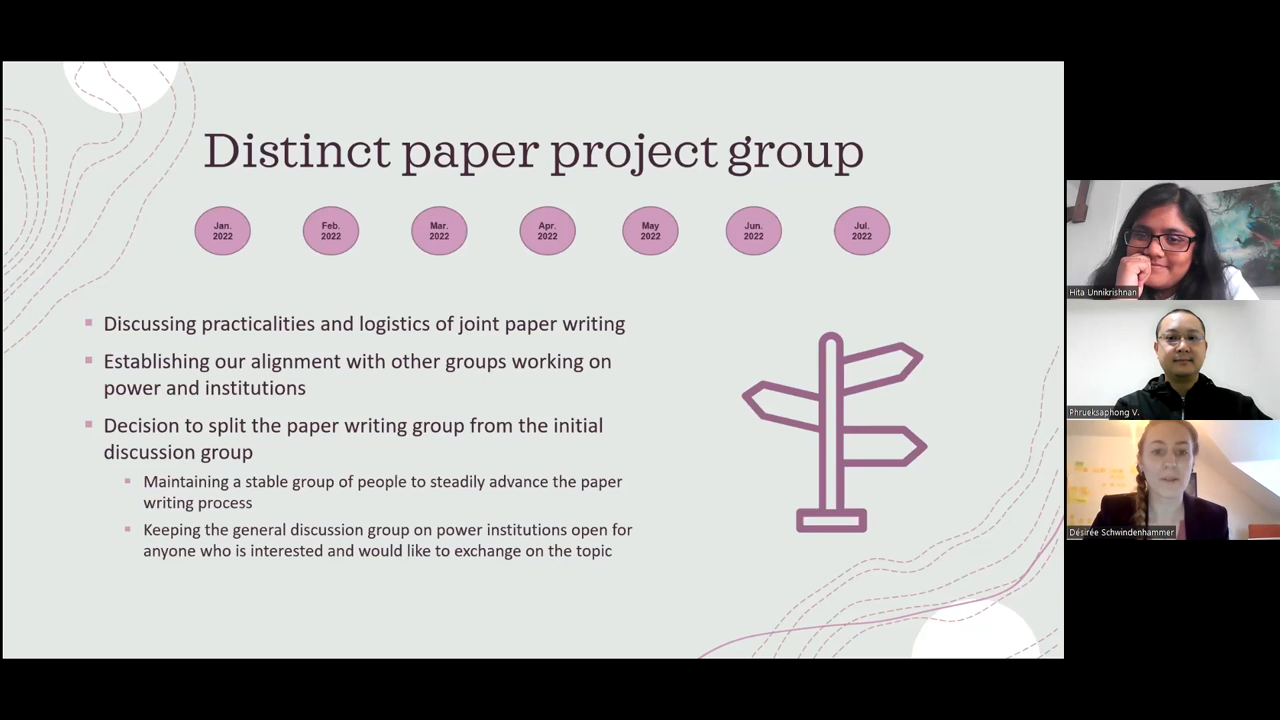 Distinct paper project group
Jan.
2022
Feb.
2022
Mar.
2022
Apr.
2022
May
2022
Jun.
2022
Jul.
2022
Discussing practicalities and logistics of joint paper writing
Establishing our alignment with other groups working on
power and institutions
Decision to split the paper writing group from the initial
discussion group
Maintaining a stable group of people to steadily advance the paper
writing process
Keeping the general discussion group on power institutions open for
anyone who is interested and would like to exchange on the topic
Hita Unnikrishnan
Phrueksaphong V.
Désirée Schwindenhammer